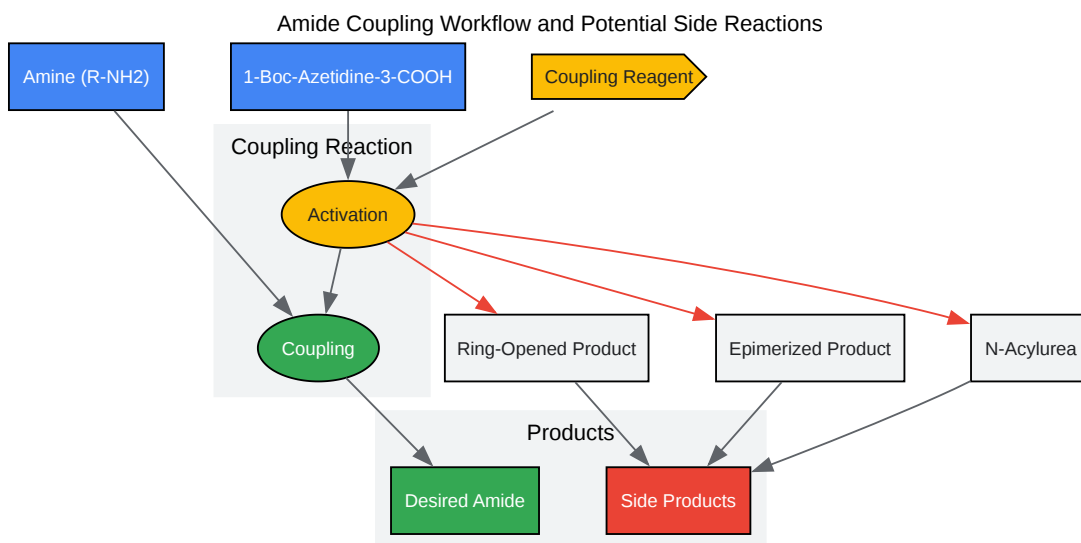 Amide Coupling Workflow and Potential Side Reactions
Amine (R-NH2)
1-Boc-Azetidine-3-COOH
Coupling Reagent
Coupling Reaction
Activation
Coupling
Ring-Opened Product
Epimerized Product
N-Acylurea
Products
Desired Amide
Side Products